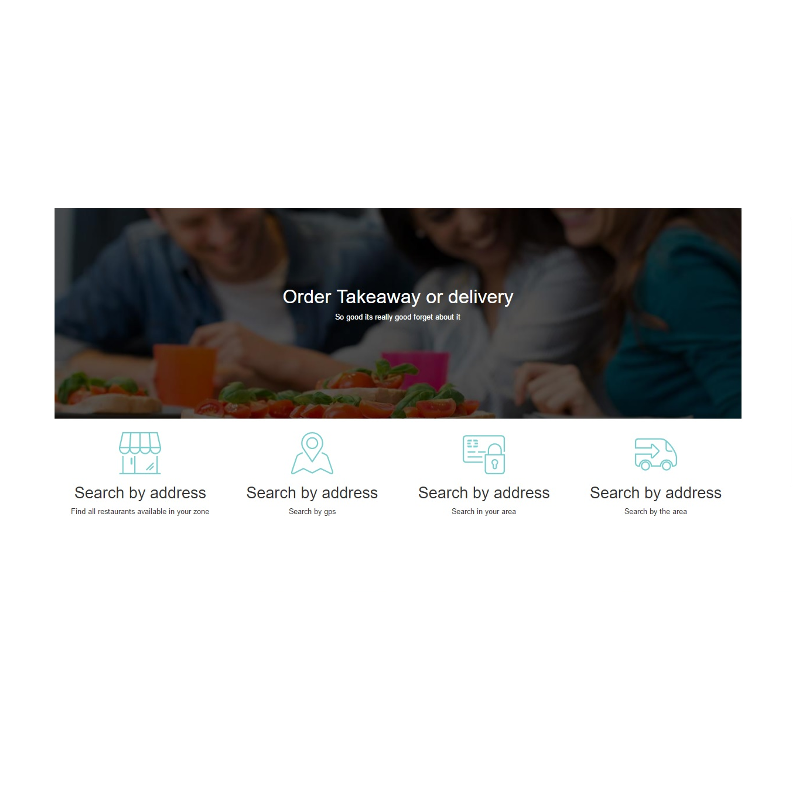 Order Takeaway or delivery
So good its really good forget about it
Search by address
Find all restaurants available in your zone
Search by address
Search by gps
Search by address
Search in your area
Search by address
Search by the area